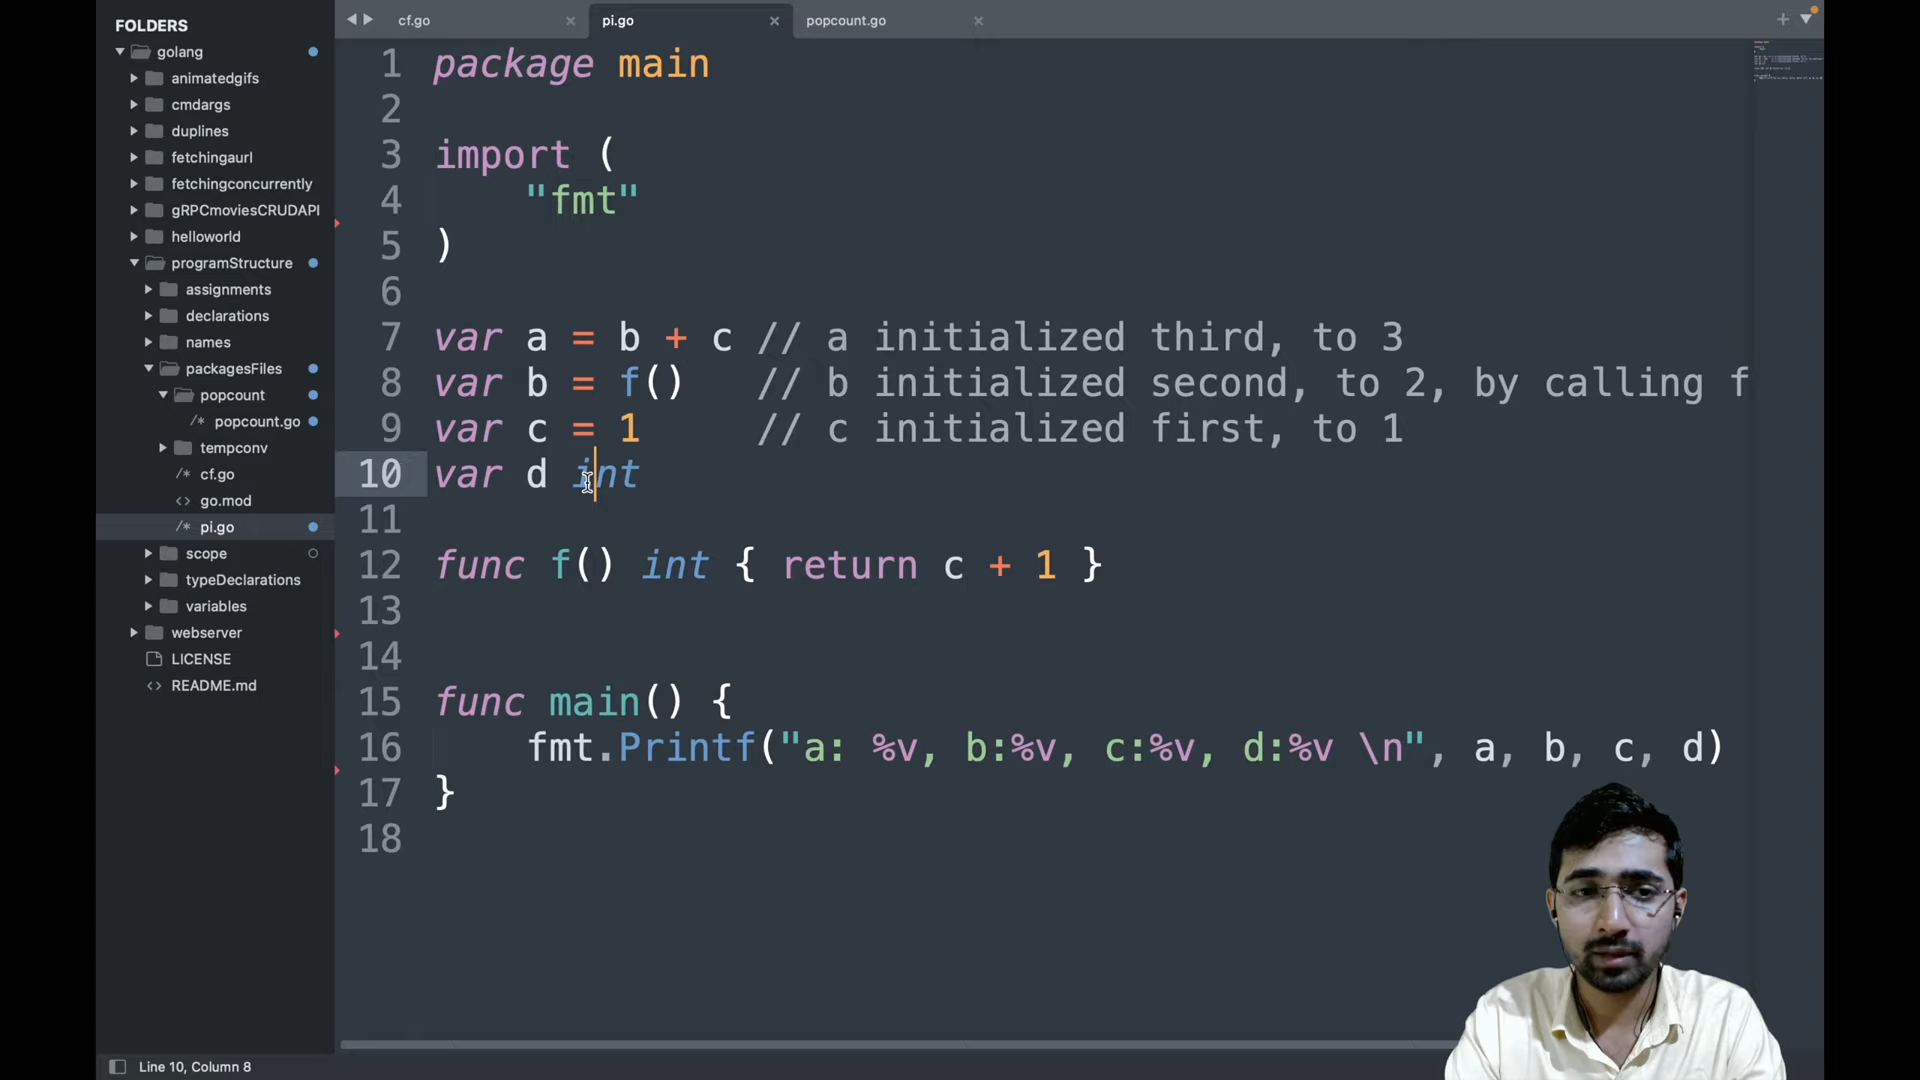 FOLDERS
golang
animatedgifs
cmdargs
duplines
fetchingaurl
fetchingconcurrently
gRPCmoviesCRUDAPI
helloworld
programStructure
assignments
declarations
names
packagesFiles
popcount
/* popcount.go
tempconv
/* cf.go
<> go.mod
/* pi.go
scope
typeDeclarations
variables
webserver
LICENSE
<> README.md
cf.go × pi.go × popcount.go ×
1 package main
2
3 import (
4 "fmt"
5 )
6
7 var a = b + c // a initialized third, to 3
8 var b = f() // b initialized second, to 2, by calling f
9 var c = 1 // c initialized first, to 1
10 var d int
11
12 func f() int { return c + 1 }
13
14
15 func main() {
16 fmt.Printf("a: %v, b:%v, c:%v, d:%v \n", a, b, c, d)
17 }
18
Line 10, Column 8